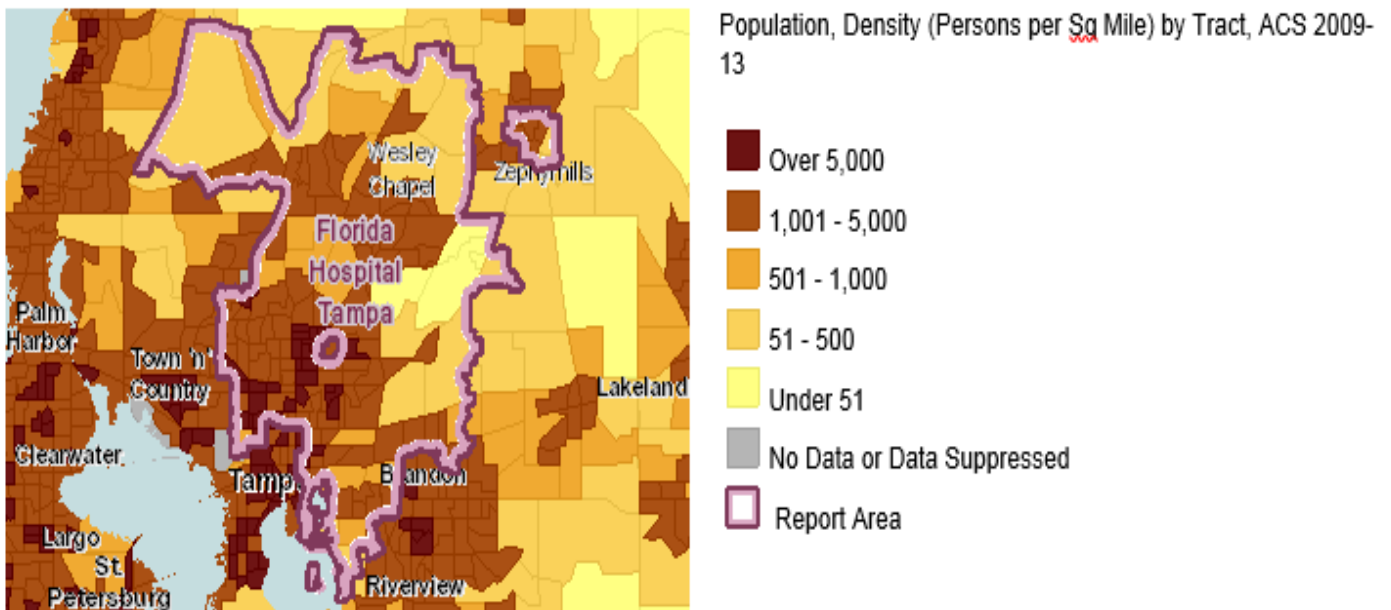 Population, Density (Persons per Sq Mile) by Tract, ACS 2009-
13
Over 5,000
1,001 - 5,000
501 - 1,000
51 - 500
Under 51
No Data or Data Suppressed
Report Area
Wesley
Chapel
Zephyrhills
Florida
Hospital
Tampa
Palm
Harbor
Town 'n'
Country
Lakeland
Clearwater
Tampa
Brandon
Largo
St.
Petersburg
Riverview